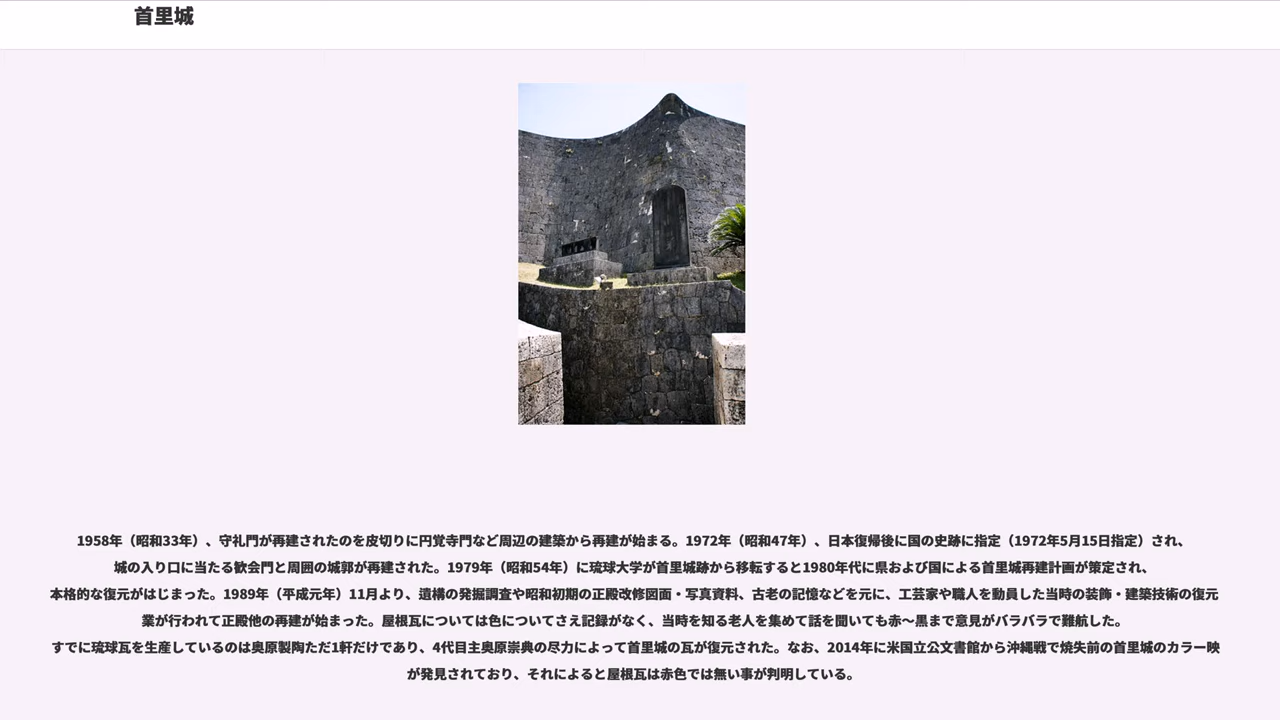 首里城
1958年（昭和33年）、守礼門が再建されたのを皮切りに円覚寺門など周辺の建築から再建が始まる。1972年（昭和47年）、日本復帰後に国の史跡に指定（1972年5月15日指定）され、
城の入り口に当たる歓会門と周囲の城郭が再建された。1979年（昭和54年）に琉球大学が首里城跡から移転すると1980年代に県および国による首里城再建計画が策定され、
本格的な復元がはじまった。1989年（平成元年）11月より、遺構の発掘調査や昭和初期の正殿改修図面・写真資料、古老の記憶などを元に、工芸家や職人を動員した当時の装飾・建築技術の復元
業が行われて正殿他の再建が始まった。屋根瓦については色についてさえ記録がなく、当時を知る老人を集めて話を聞いても赤〜黒まで意見がバラバラで難航した。
すでに琉球瓦を生産しているのは奥原製陶ただ1軒だけであり、4代目主奥原崇典の尽力によって首里城の瓦が復元された。なお、2014年に米国立公文書館から沖縄戦で焼失前の首里城のカラー映
が発見されており、それによると屋根瓦は赤色では無い事が判明している。